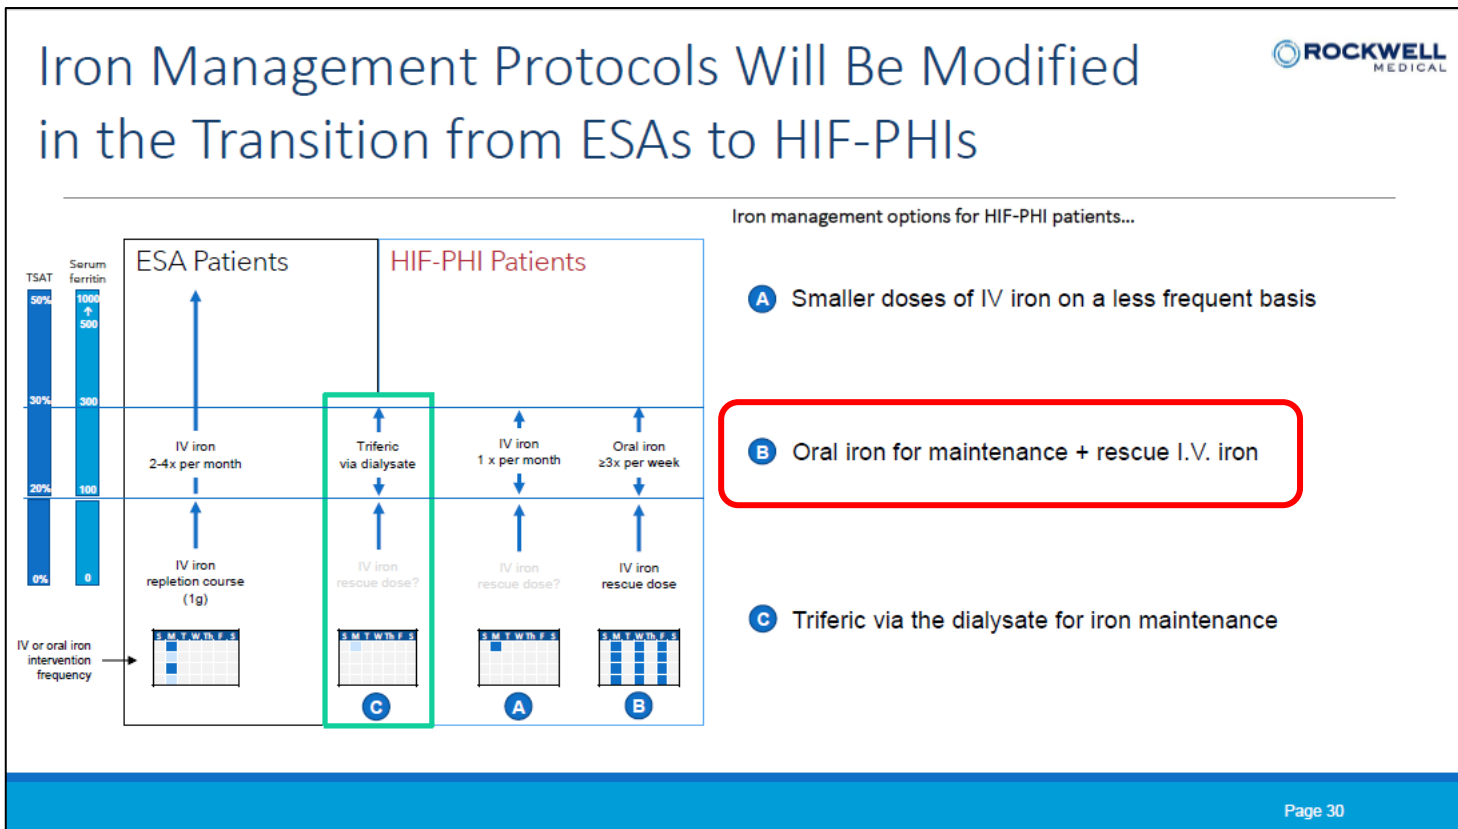 Iron Management Protocols Will Be Modified
in the Transition from ESAs to HIF-PHIs
ROCKWELL
MEDICAL
Iron management options for HIF-PHI patients...
TSAT
Serum
ferritin
50%
30%
20%
0%
1000
↑
500
300
100
0
ESA Patients
HIF-PHI Patients
IV iron
2-4x per month
Triferic
via dialysate
IV iron
1 x per month
Oral iron
≥3x per week
IV iron
repletion course
(1g)
IV iron
rescue dose?
IV iron
rescue dose?
IV iron
rescue dose
IV or oral iron
intervention
frequency
S M T W Th F S
S M T W Th F S
S M T W Th F S
S M T W Th F S
C
A
B
A Smaller doses of IV iron on a less frequent basis
B Oral iron for maintenance + rescue I.V. iron
C Triferic via the dialysate for iron maintenance
Page 30